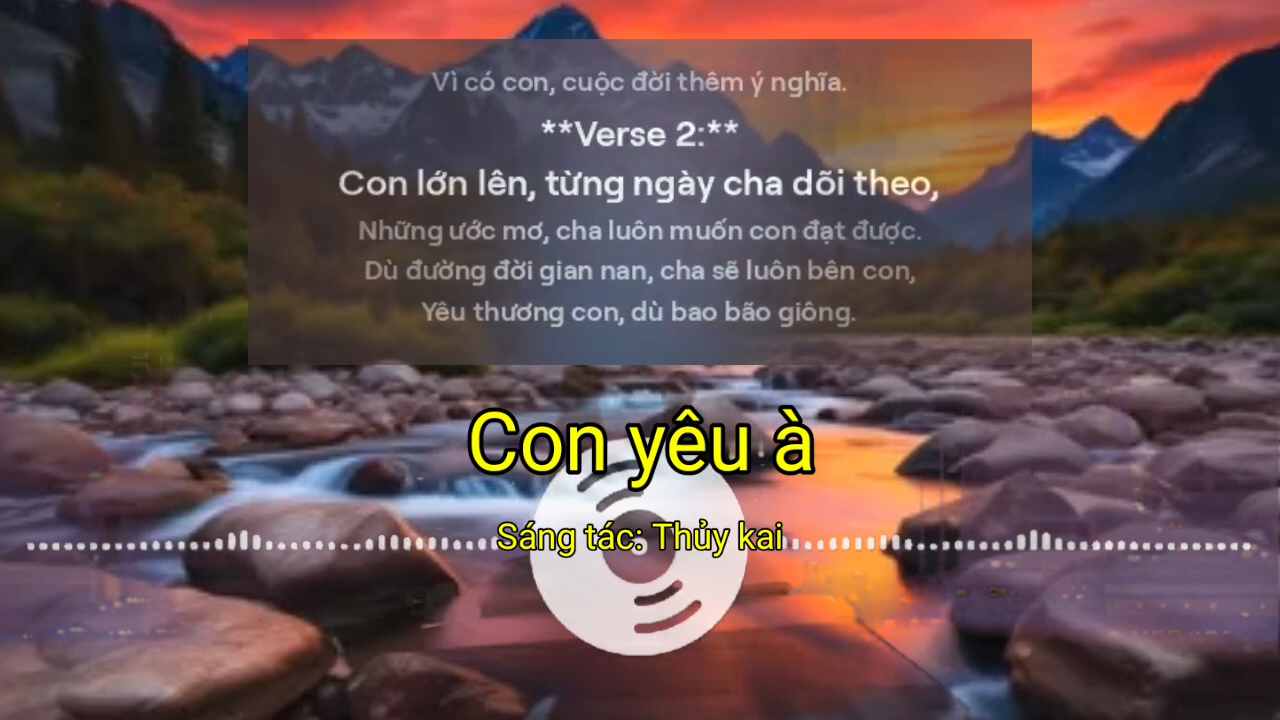 Vì có con, cuộc đời thêm ý nghĩa.
**Verse 2:**
Con lớn lên, từng ngày cha dõi theo,
Những ước mơ, cha luôn muốn con đạt được.
Dù đường đời gian nan, cha sẽ luôn bên con,
Yêu thương con, dù bao bão giông.
Con yêu à
Sáng tác: Thủy kai